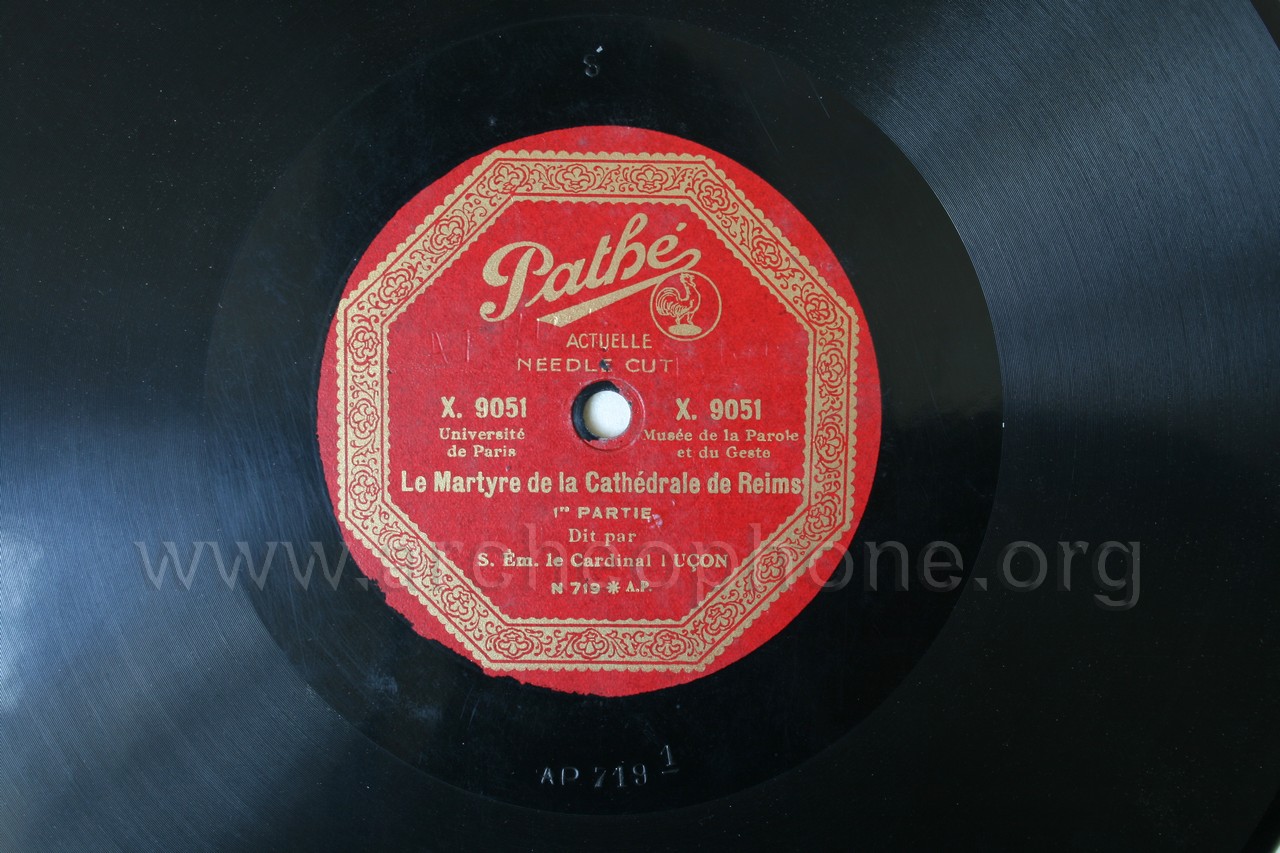 S
Pathé
ACTUELLE
NEEDLE CUT
X. 9051 X. 9051
Université de Paris
Musée de la Parole et du Geste
Le Martyre de la Cathédrale de Reims
1re PARTIE
Dit par
S. Ém. le Cardinal LUÇON
N 719 * A.P.
www.archeophone.org
AP 719 1